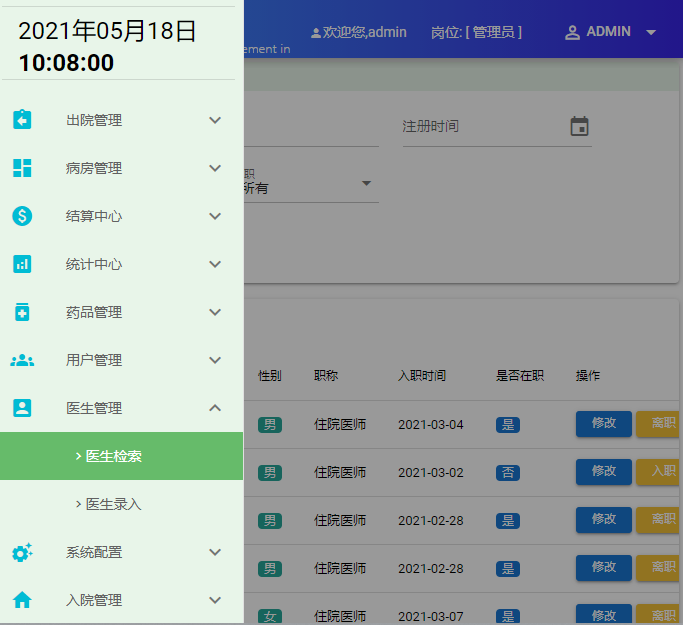 2021年05月18日
10:08:00
ement in
欢迎您,admin
岗位: [ 管理员 ]
ADMIN
出院管理
病房管理
结算中心
统计中心
药品管理
用户管理
医生管理
> 医生检索
> 医生录入
系统配置
入院管理
注册时间
职
所有
性别 职称 入职时间 是否在职 操作
男 住院医师 2021-03-04 是 修改 离职
男 住院医师 2021-03-02 否 修改 入职
男 住院医师 2021-02-28 是 修改 离职
男 住院医师 2021-02-28 是 修改 离职
女 住院医师 2021-03-07 是 修改 离职